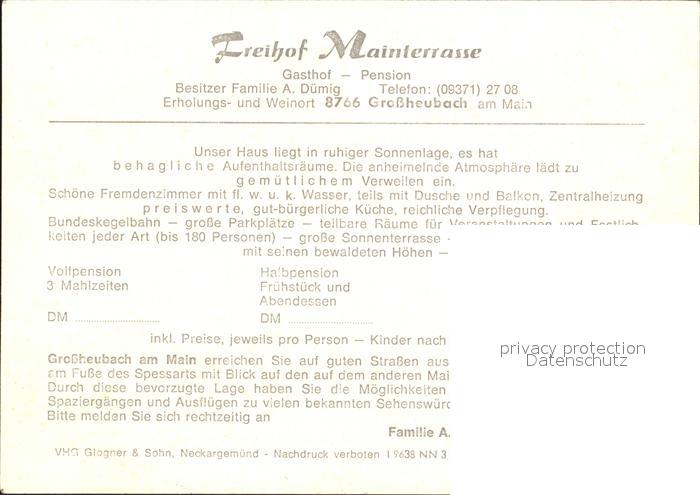 Freihof Mainterrasse
Gasthof — Pension
Besitzer Familie A. Dümig Telefon: (09371) 27 08
Erholungs- und Weinort 8766 Großheubach am Main
Unser Haus liegt in ruhiger Sonnenlage, es hat
behagliche Aufenthaltsräume. Die anheimelnde Atmosphäre lädt zu
gemütlichem Verweilen ein.
Schöne Fremdenzimmer mit fl. w. u. k. Wasser, teils mit Dusche und Balkon, Zentralheizung
preiswerte, gut-bürgerliche Küche, reichliche Verpflegung.
Bundeskegelbahn — große Parkplätze — teilbare Räume für Veranstaltungen und Festlich-
keiten jeder Art (bis 180 Personen) — große Sonnenterrasse -
mit seinen bewaldeten Höhen —
Vollpension Halbpension
3 Mahlzeiten Frühstück und
Abendessen
DM .................... DM ....................
inkl. Preise, jeweils pro Person — Kinder nach
Großheubach am Main erreichen Sie auf guten Straßen aus
am Fuße des Spessarts mit Blick auf den auf dem anderen Mai
Durch diese bevorzugte Lage haben Sie die Möglichkeiten
Spaziergängen und Ausflügen zu vielen bekannten Sehenswürd
Bitte melden Sie sich rechtzeitig an
Familie A.
VHG Glogner & Sohn, Neckargemünd - Nachdruck verboten I 9638 NN 3
privacy protection
Datenschutz